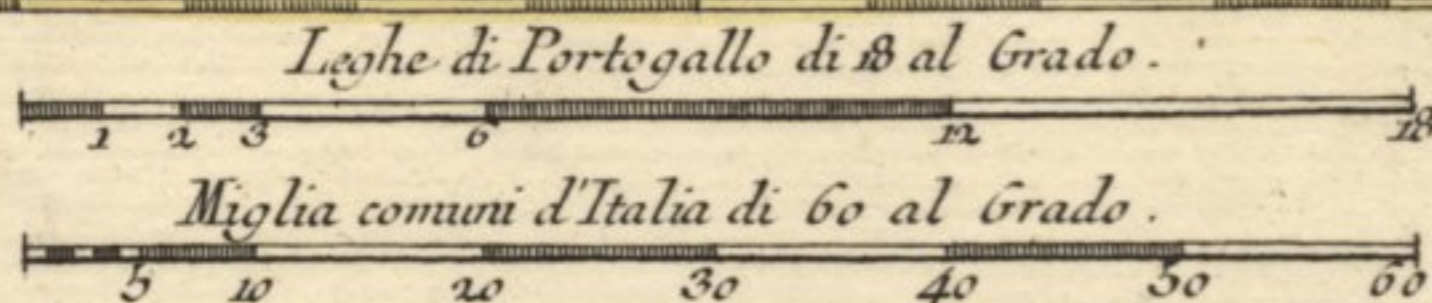 Leghe di Portogallo di 18 al Grado.
1 2 3 6 12 18
Miglia comuni d'Italia di 60 al Grado.
5 10 20 30 40 50 60